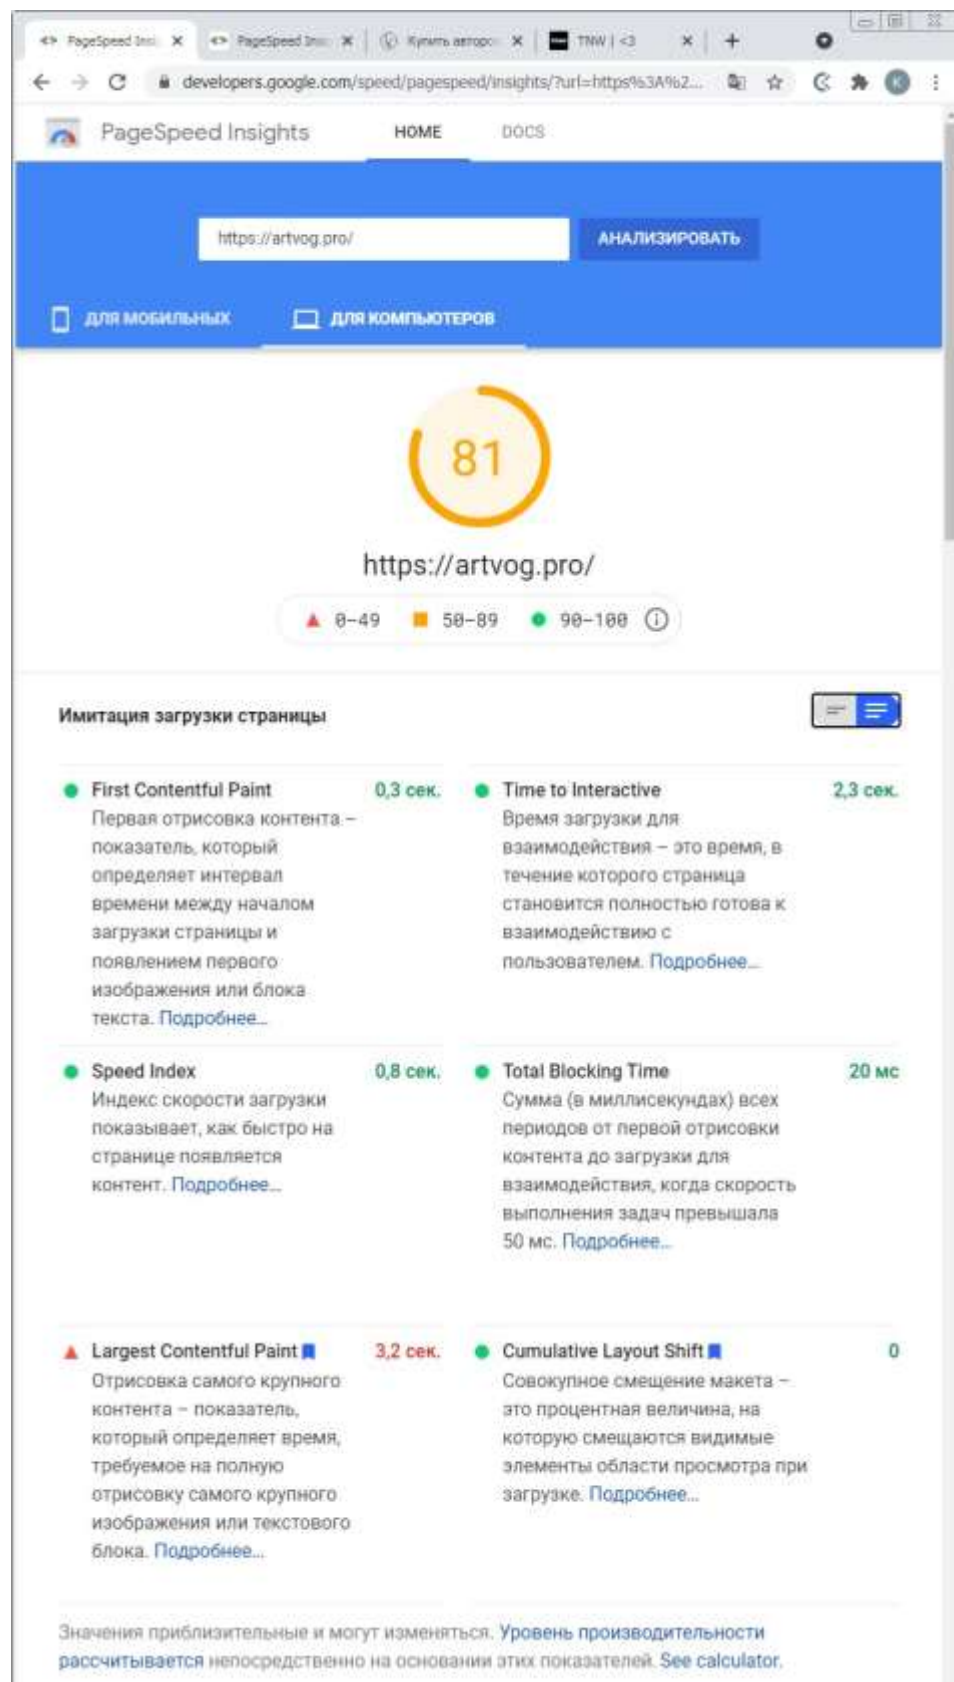 PageSpeed Insi × PageSpeed Insi × Купить авторс × TNW | <3 × +
developers.google.com/speed/pagespeed/insights/?url=https%3A%2...
PageSpeed Insights HOME DOCS
https://artvog.pro/ АНАЛИЗИРОВАТЬ
ДЛЯ МОБИЛЬНЫХ ДЛЯ КОМПЬЮТЕРОВ
81
https://artvog.pro/
0–49 50–89 90–100
Имитация загрузки страницы
First Contentful Paint 0,3 сек.
Первая отрисовка контента –
показатель, который
определяет интервал
времени между началом
загрузки страницы и
появлением первого
изображения или блока
текста. Подробнее…
Time to Interactive 2,3 сек.
Время загрузки для
взаимодействия – это время, в
течение которого страница
становится полностью готова к
взаимодействию с
пользователем. Подробнее…
Speed Index 0,8 сек.
Индекс скорости загрузки
показывает, как быстро на
странице появляется
контент. Подробнее…
Total Blocking Time 20 мс
Сумма (в миллисекундах) всех
периодов от первой отрисовки
контента до загрузки для
взаимодействия, когда скорость
выполнения задач превышала
50 мс. Подробнее…
Largest Contentful Paint 3,2 сек.
Отрисовка самого крупного
контента – показатель,
который определяет время,
требуемое на полную
отрисовку самого крупного
изображения или текстового
блока. Подробнее…
Cumulative Layout Shift 0
Совокупное смещение макета –
это процентная величина, на
которую смещаются видимые
элементы области просмотра при
загрузке. Подробнее…
Значения приблизительные и могут изменяться. Уровень производительности
рассчитывается непосредственно на основании этих показателей. See calculator.